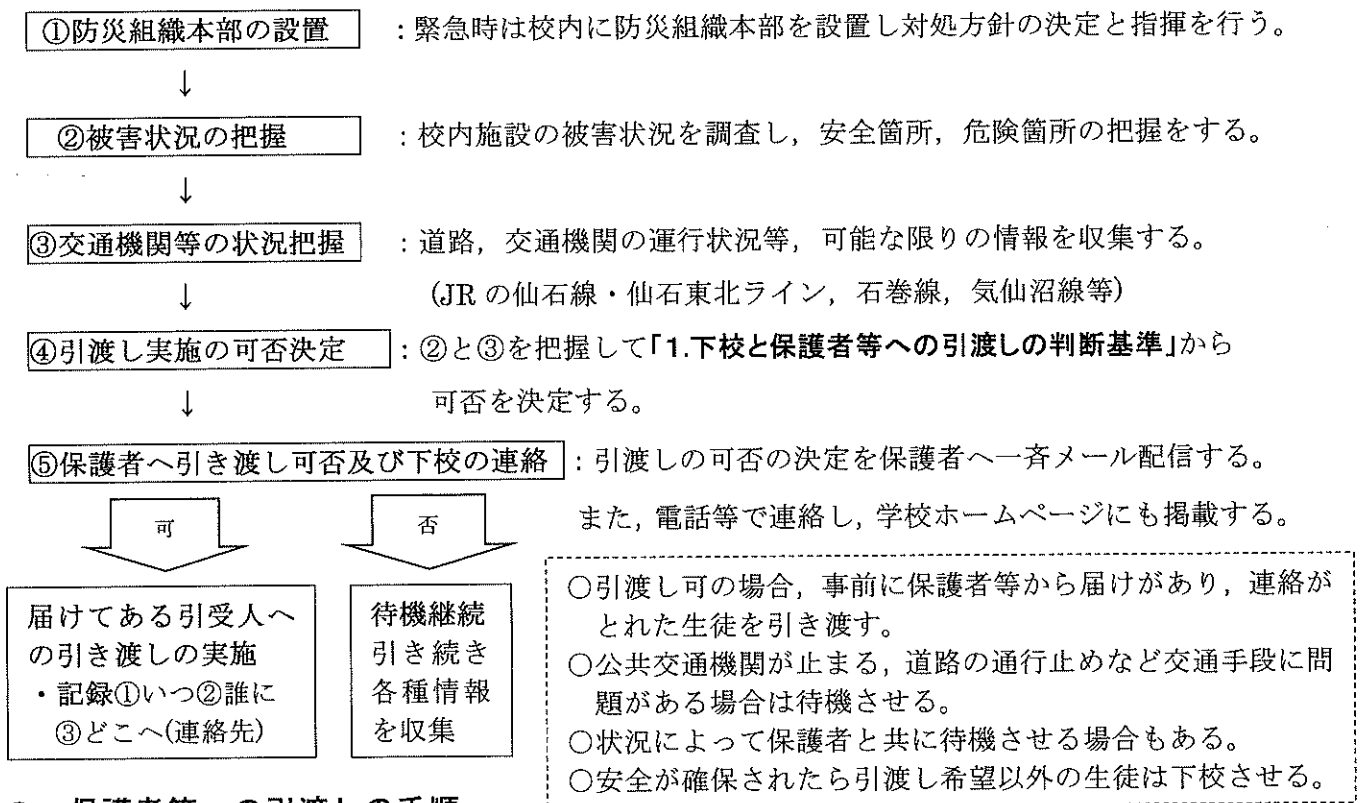 ①防災組織本部の設置
：緊急時は校内に防災組織本部を設置し対処方針の決定と指揮を行う。
↓
②被害状況の把握
：校内施設の被害状況を調査し，安全箇所，危険箇所の把握をする。
↓
③交通機関等の状況把握
：道路，交通機関の運行状況等，可能な限りの情報を収集する。
↓
(JR の仙石線・仙石東北ライン，石巻線，気仙沼線等)
④引渡し実施の可否決定
：②と③を把握して「1.下校と保護者等への引渡しの判断基準」から
↓
可否を決定する。
⑤保護者へ引き渡し可否及び下校の連絡
：引渡しの可否の決定を保護者へ一斉メール配信する。
また，電話等で連絡し，学校ホームページにも掲載する。
可
否
届けてある引受人へ
の引き渡しの実施
・記録①いつ②誰に
③どこへ(連絡先)
待機継続
引き続き
各種情報
を収集
○引渡し可の場合，事前に保護者等から届けがあり，連絡が
とれた生徒を引き渡す。
○公共交通機関が止まる，道路の通行止めなど交通手段に問
題がある場合は待機させる。
○状況によって保護者と共に待機させる場合もある。
○安全が確保されたら引渡し希望以外の生徒は下校させる。